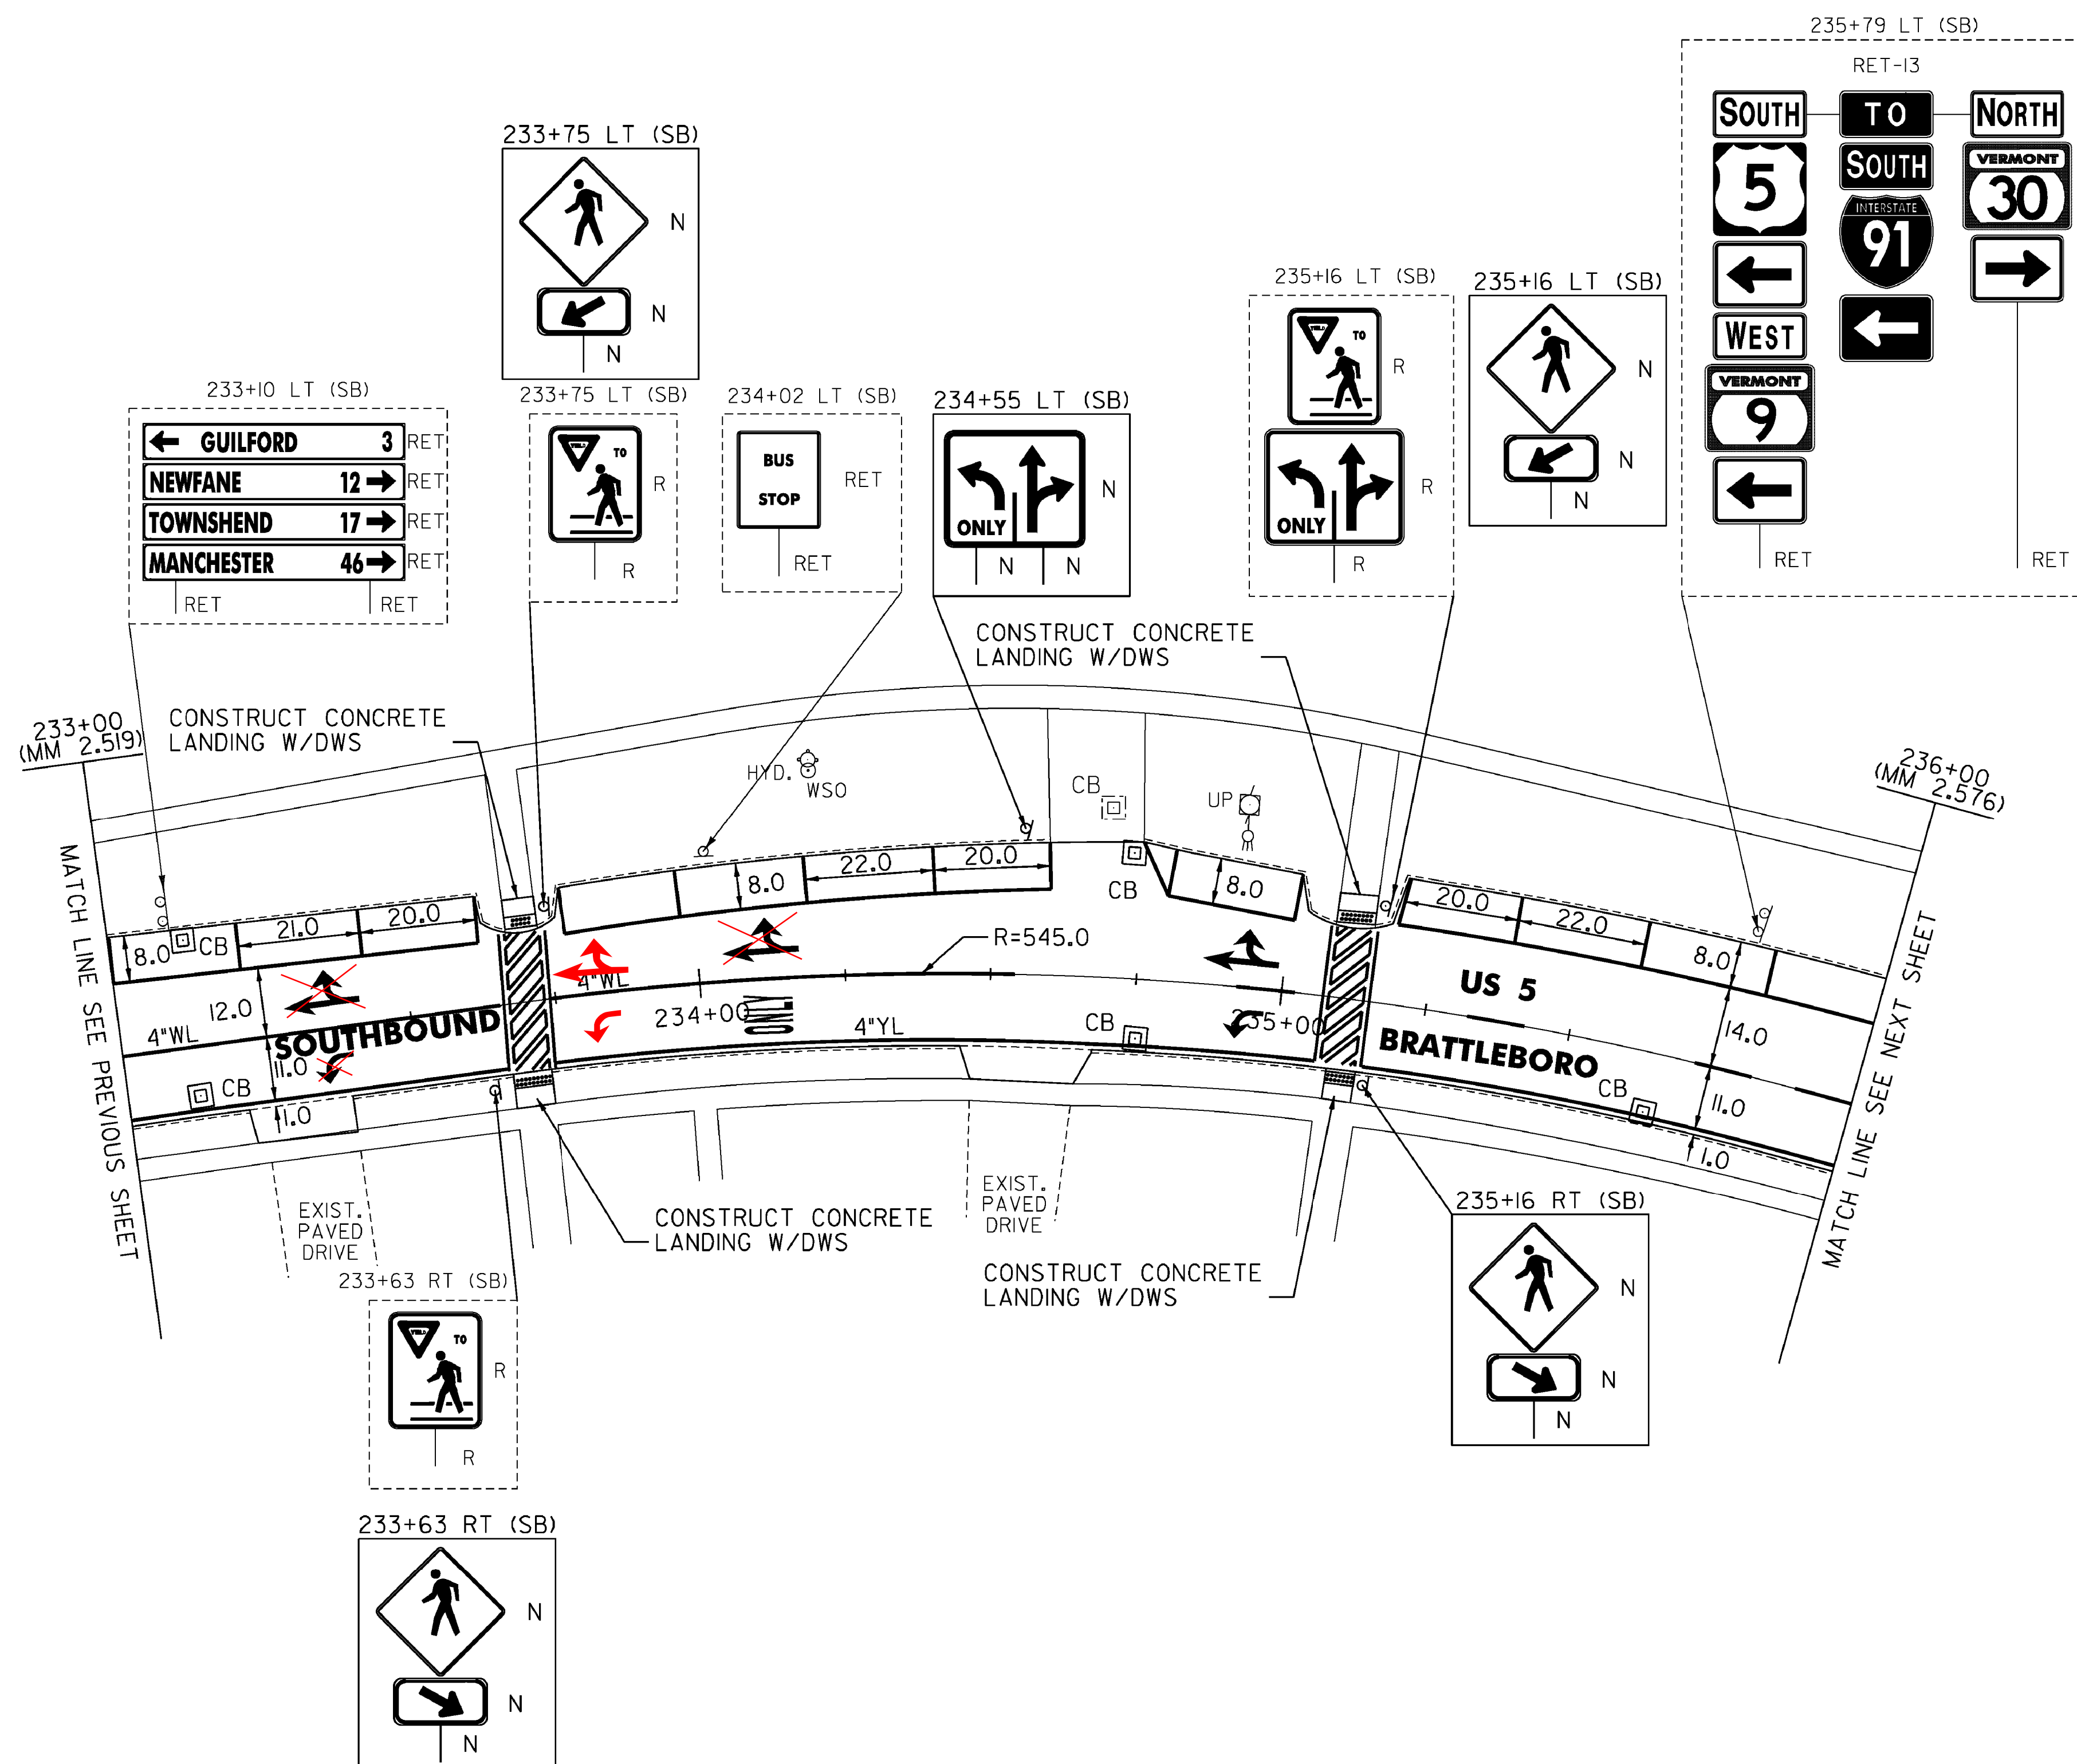 235+79 LT (SB)
RET-13
SOUTH
TO
NORTH
5
SOUTH
INTERSTATE
91
VERMONT
30
WEST
VERMONT
9
RET
RET
233+75 LT (SB)
N
N
N
235+16 LT (SB)
YIELD
TO
R
ONLY
R
R
235+16 LT (SB)
N
N
N
233+10 LT (SB)
← GUILFORD 3 RET
NEWFANE 12 → RET
TOWNSHEND 17 → RET
MANCHESTER 46 → RET
RET
RET
233+75 LT (SB)
YIELD
TO
R
R
234+02 LT (SB)
BUS
STOP
RET
RET
234+55 LT (SB)
ONLY
N
N
N
CONSTRUCT CONCRETE
LANDING W/DWS
CONSTRUCT CONCRETE
LANDING W/DWS
233+00
(MM 2.519)
236+00
(MM 2.576)
HYD.
WSO
CB
UP
MATCH LINE SEE PREVIOUS SHEET
MATCH LINE SEE NEXT SHEET
8.0
CB
21.0
20.0
8.0
22.0
20.0
CB
8.0
20.0
22.0
8.0
12.0
4"WL
SOUTHBOUND
11.0
CB
1.0
4"WL
R=545.0
234+00
ONLY
4"YL
CB
235+00
US 5
BRATTLEBORO
14.0
CB
11.0
1.0
EXIST.
PAVED
DRIVE
EXIST.
PAVED
DRIVE
CONSTRUCT CONCRETE
LANDING W/DWS
CONSTRUCT CONCRETE
LANDING W/DWS
233+63 RT (SB)
YIELD
TO
R
R
235+16 RT (SB)
N
N
N
233+63 RT (SB)
N
N
N